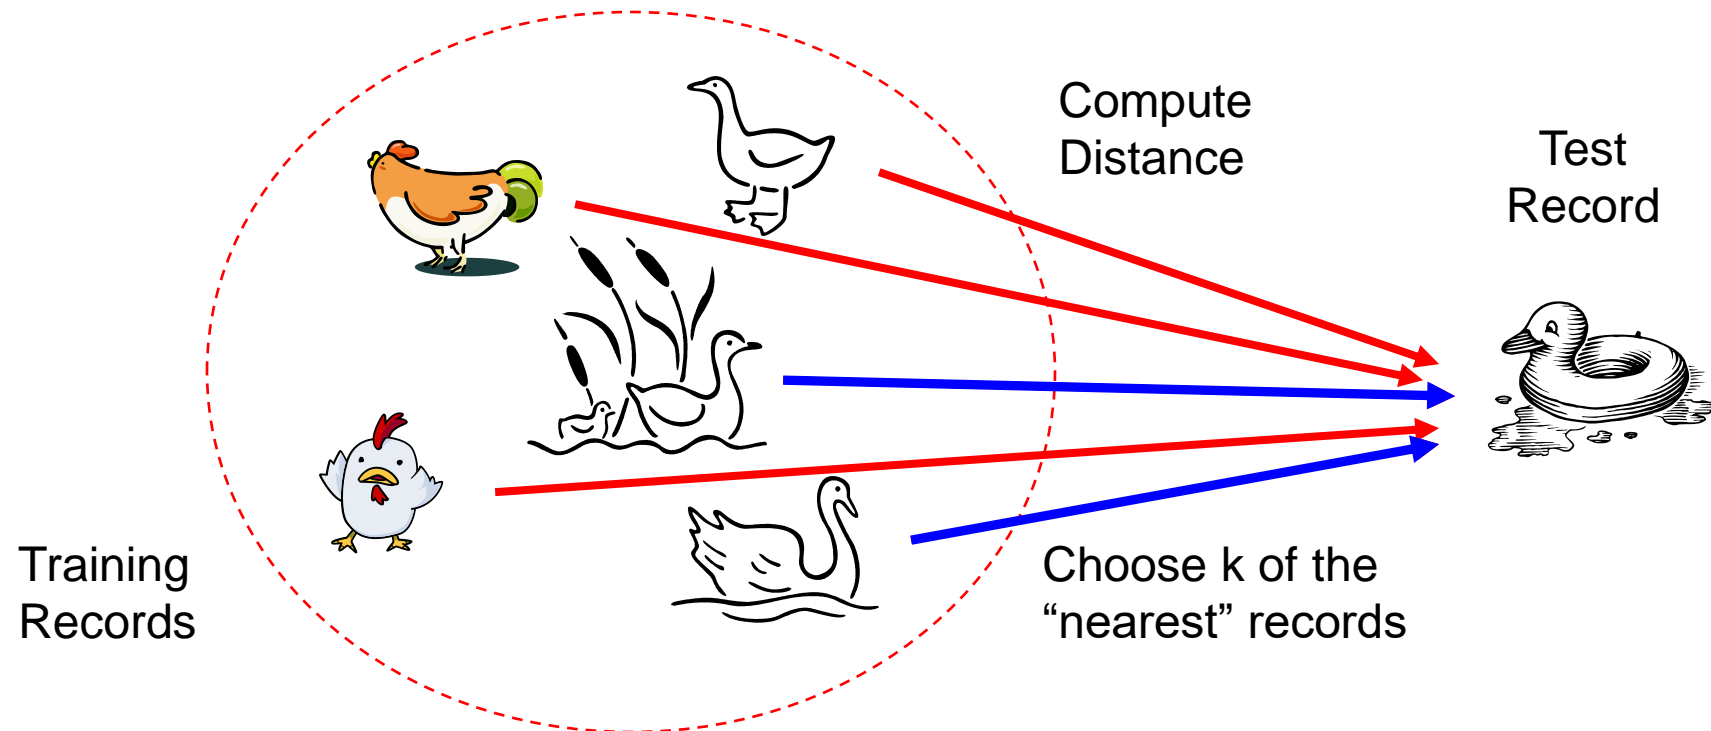 Compute
Distance
Test
Record
Training
Records
Choose k of the
“nearest” records